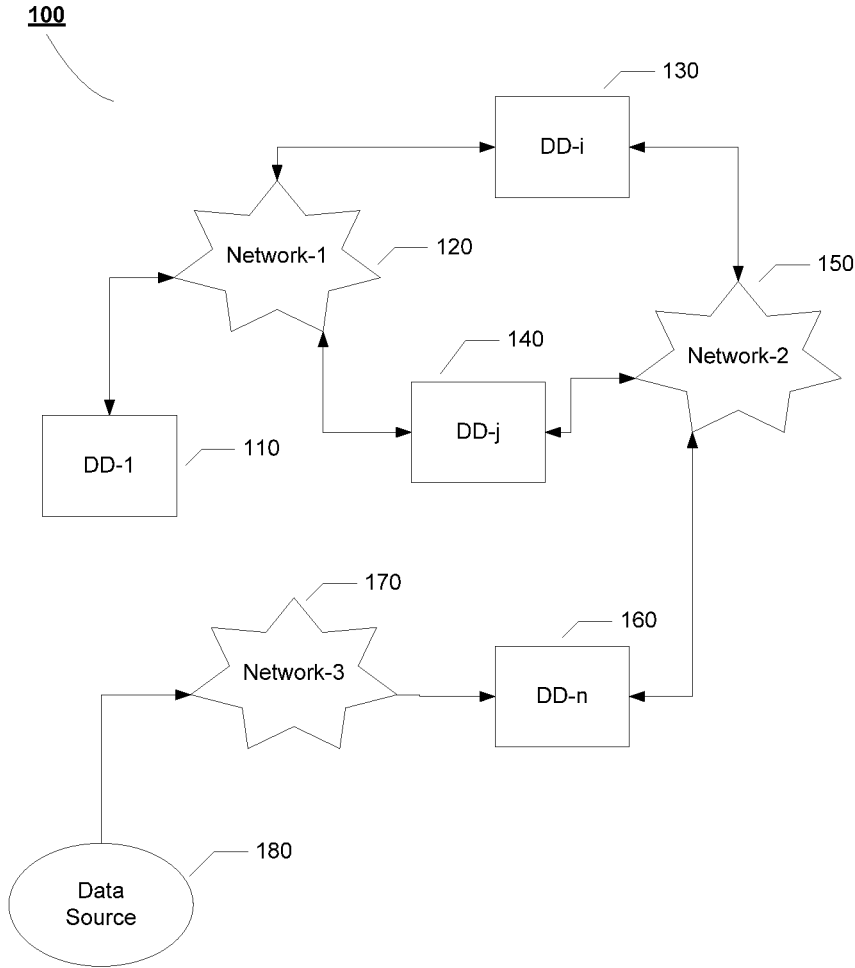 100
130
DD-i
Network-1
120
150
140
Network-2
DD-j
110
DD-1
170
160
Network-3
DD-n
180
Data
Source